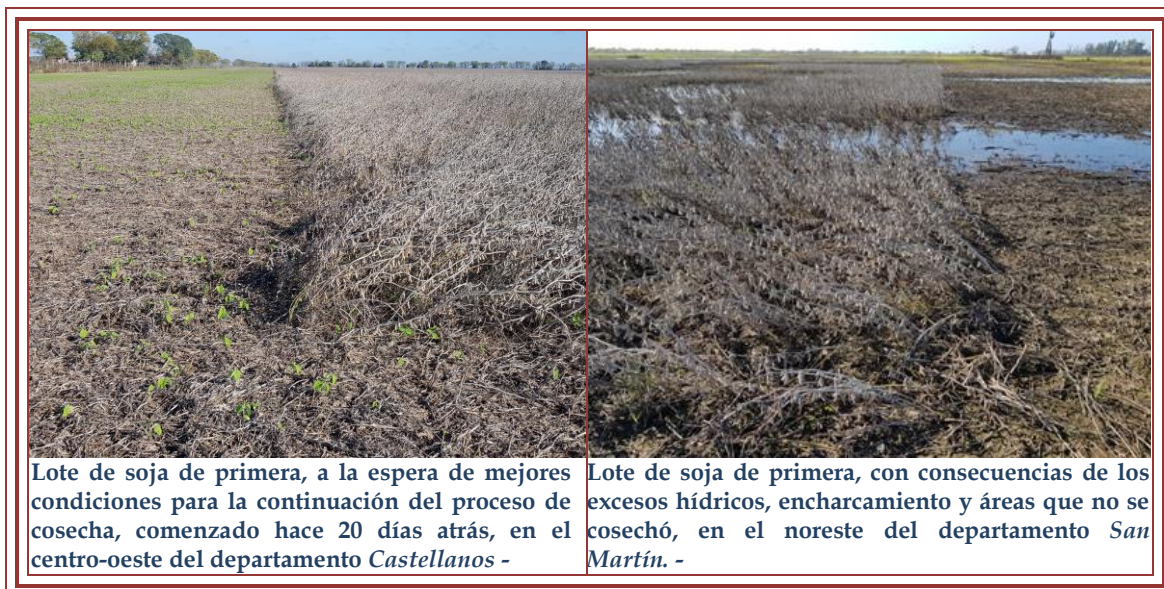 Lote de soja de primera, a la espera de mejores
condiciones para la continuación del proceso de
cosecha, comenzado hace 20 días atrás, en el
centro-oeste del departamento Castellanos -
Lote de soja de primera, con consecuencias de los
excesos hídricos, encharcamiento y áreas que no se
cosechó, en el noreste del departamento San
Martín. -